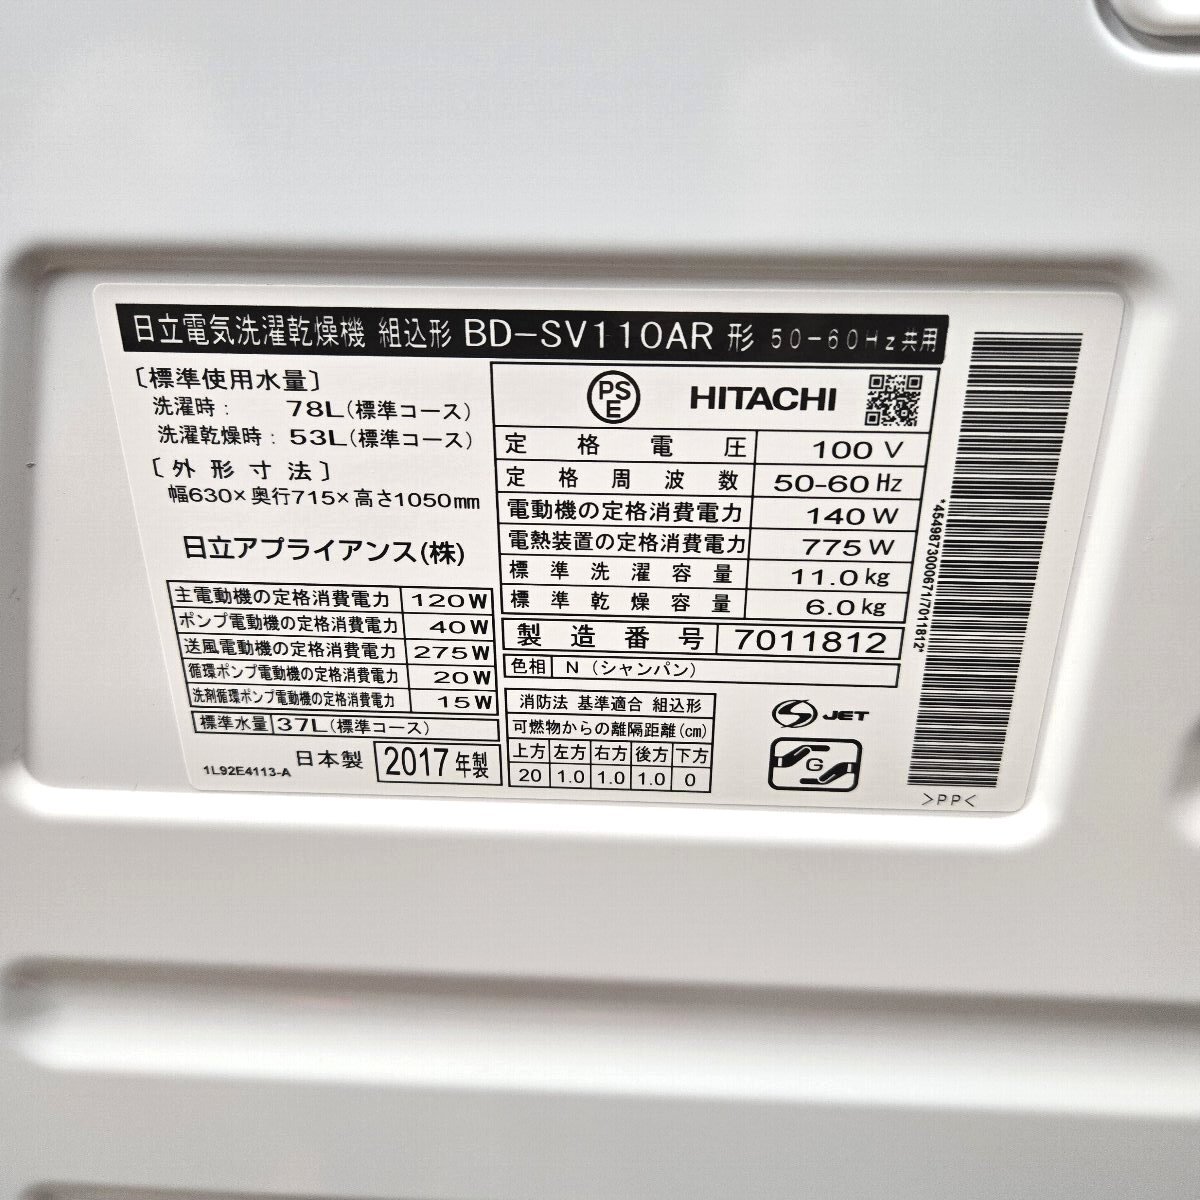 日立電気洗濯乾燥機 組込形 BD-SV110AR 形 50-60Hz共用
〔標準使用水量〕
洗濯時： 78L(標準コース)
洗濯乾燥時： 53L(標準コース)
〔外形寸法〕
幅630×奥行715×高さ1050mm
日立アプライアンス(株)
主電動機の定格消費電力 120W
ポンプ電動機の定格消費電力 40W
送風電動機の定格消費電力 275W
循環ポンプ電動機の定格消費電力 20W
洗剤循環ポンプ電動機の定格消費電力 15W
標準水量 37L(標準コース)
1L92E4113-A 日本製 2017年製
PSE HITACHI
定格電圧 100V
定格周波数 50-60Hz
電動機の定格消費電力 140W
電熱装置の定格消費電力 775W
標準洗濯容量 11.0kg
標準乾燥容量 6.0kg
製造番号 7011812
色相 N(シャンパン)
消防法 基準適合 組込形
可燃物からの離隔距離(cm)
上方 左方 右方 後方 下方
20 1.0 1.0 1.0 0
S JET
G
*4549873000671/7011812*
>PP<